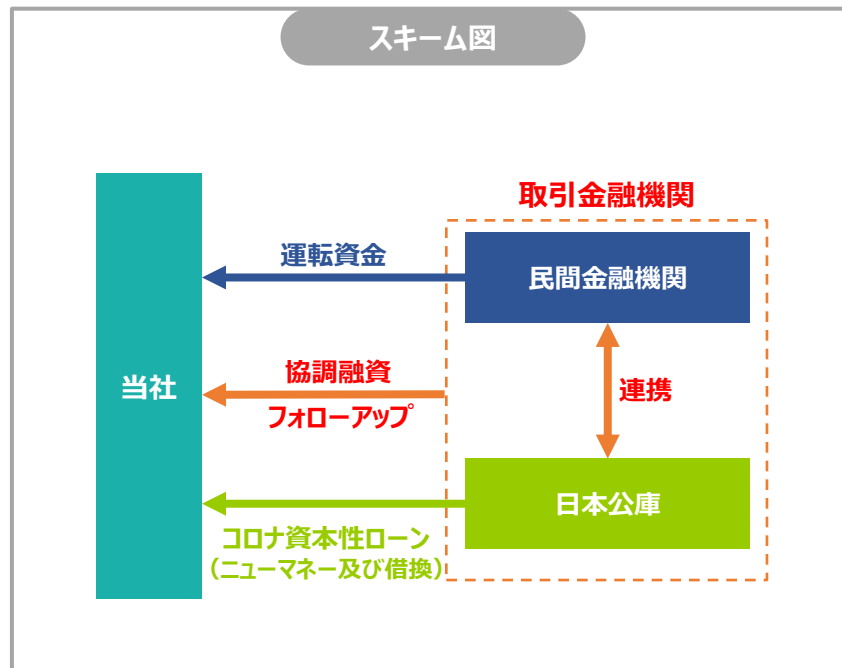 スキーム図
取引金融機関
運転資金
民間金融機関
当社
協調融資
フォローアップ
連携
日本公庫
コロナ資本性ローン
（ニューマネー及び借換）